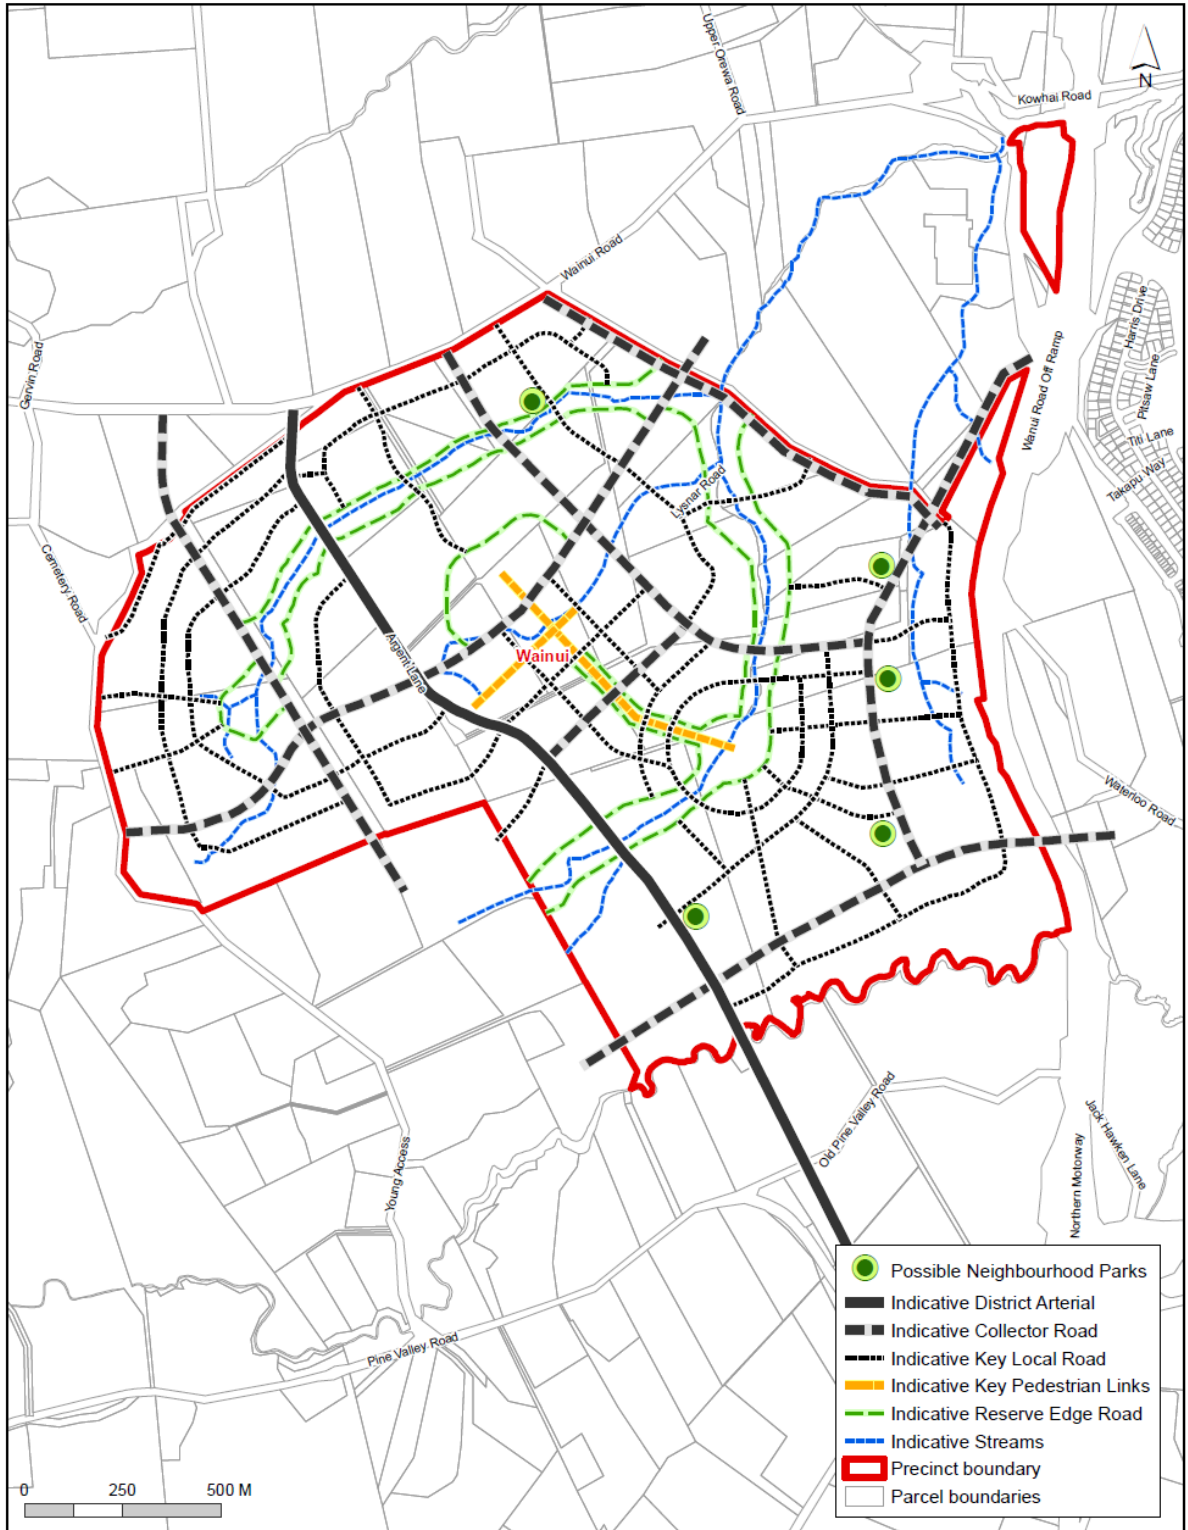 Upper Orewa Road
N
Kowhai Road
Wainui Road
Harris Drive
Gervin Road
Wanui Road Off Ramp
Pitsaw Lane
Titi Lane
Takapu Way
Lysnar Road
Cemetery Road
Argent Lane
Wainui
Waterloo Road
Old Pine Valley Road
Jack Hawken Lane
Northern Motorway
Young Access
Pine Valley Road
Possible Neighbourhood Parks
Indicative District Arterial
Indicative Collector Road
Indicative Key Local Road
Indicative Key Pedestrian Links
Indicative Reserve Edge Road
Indicative Streams
Precinct boundary
Parcel boundaries
0 250 500 M